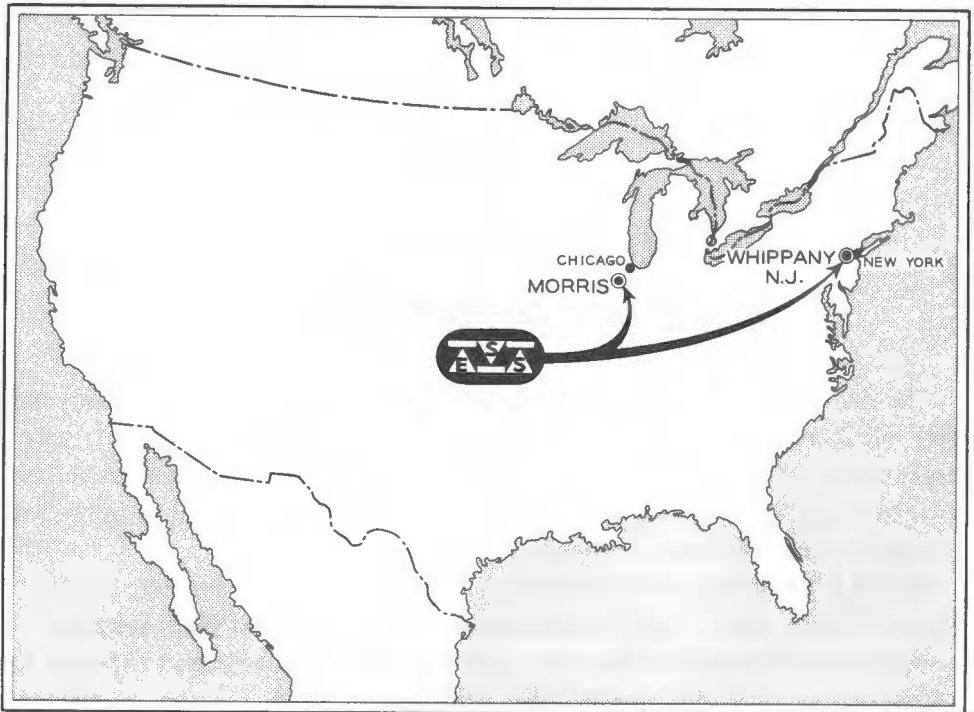 CHICAGO
MORRIS
WHIPPANY
N.J.
NEW YORK
E S S